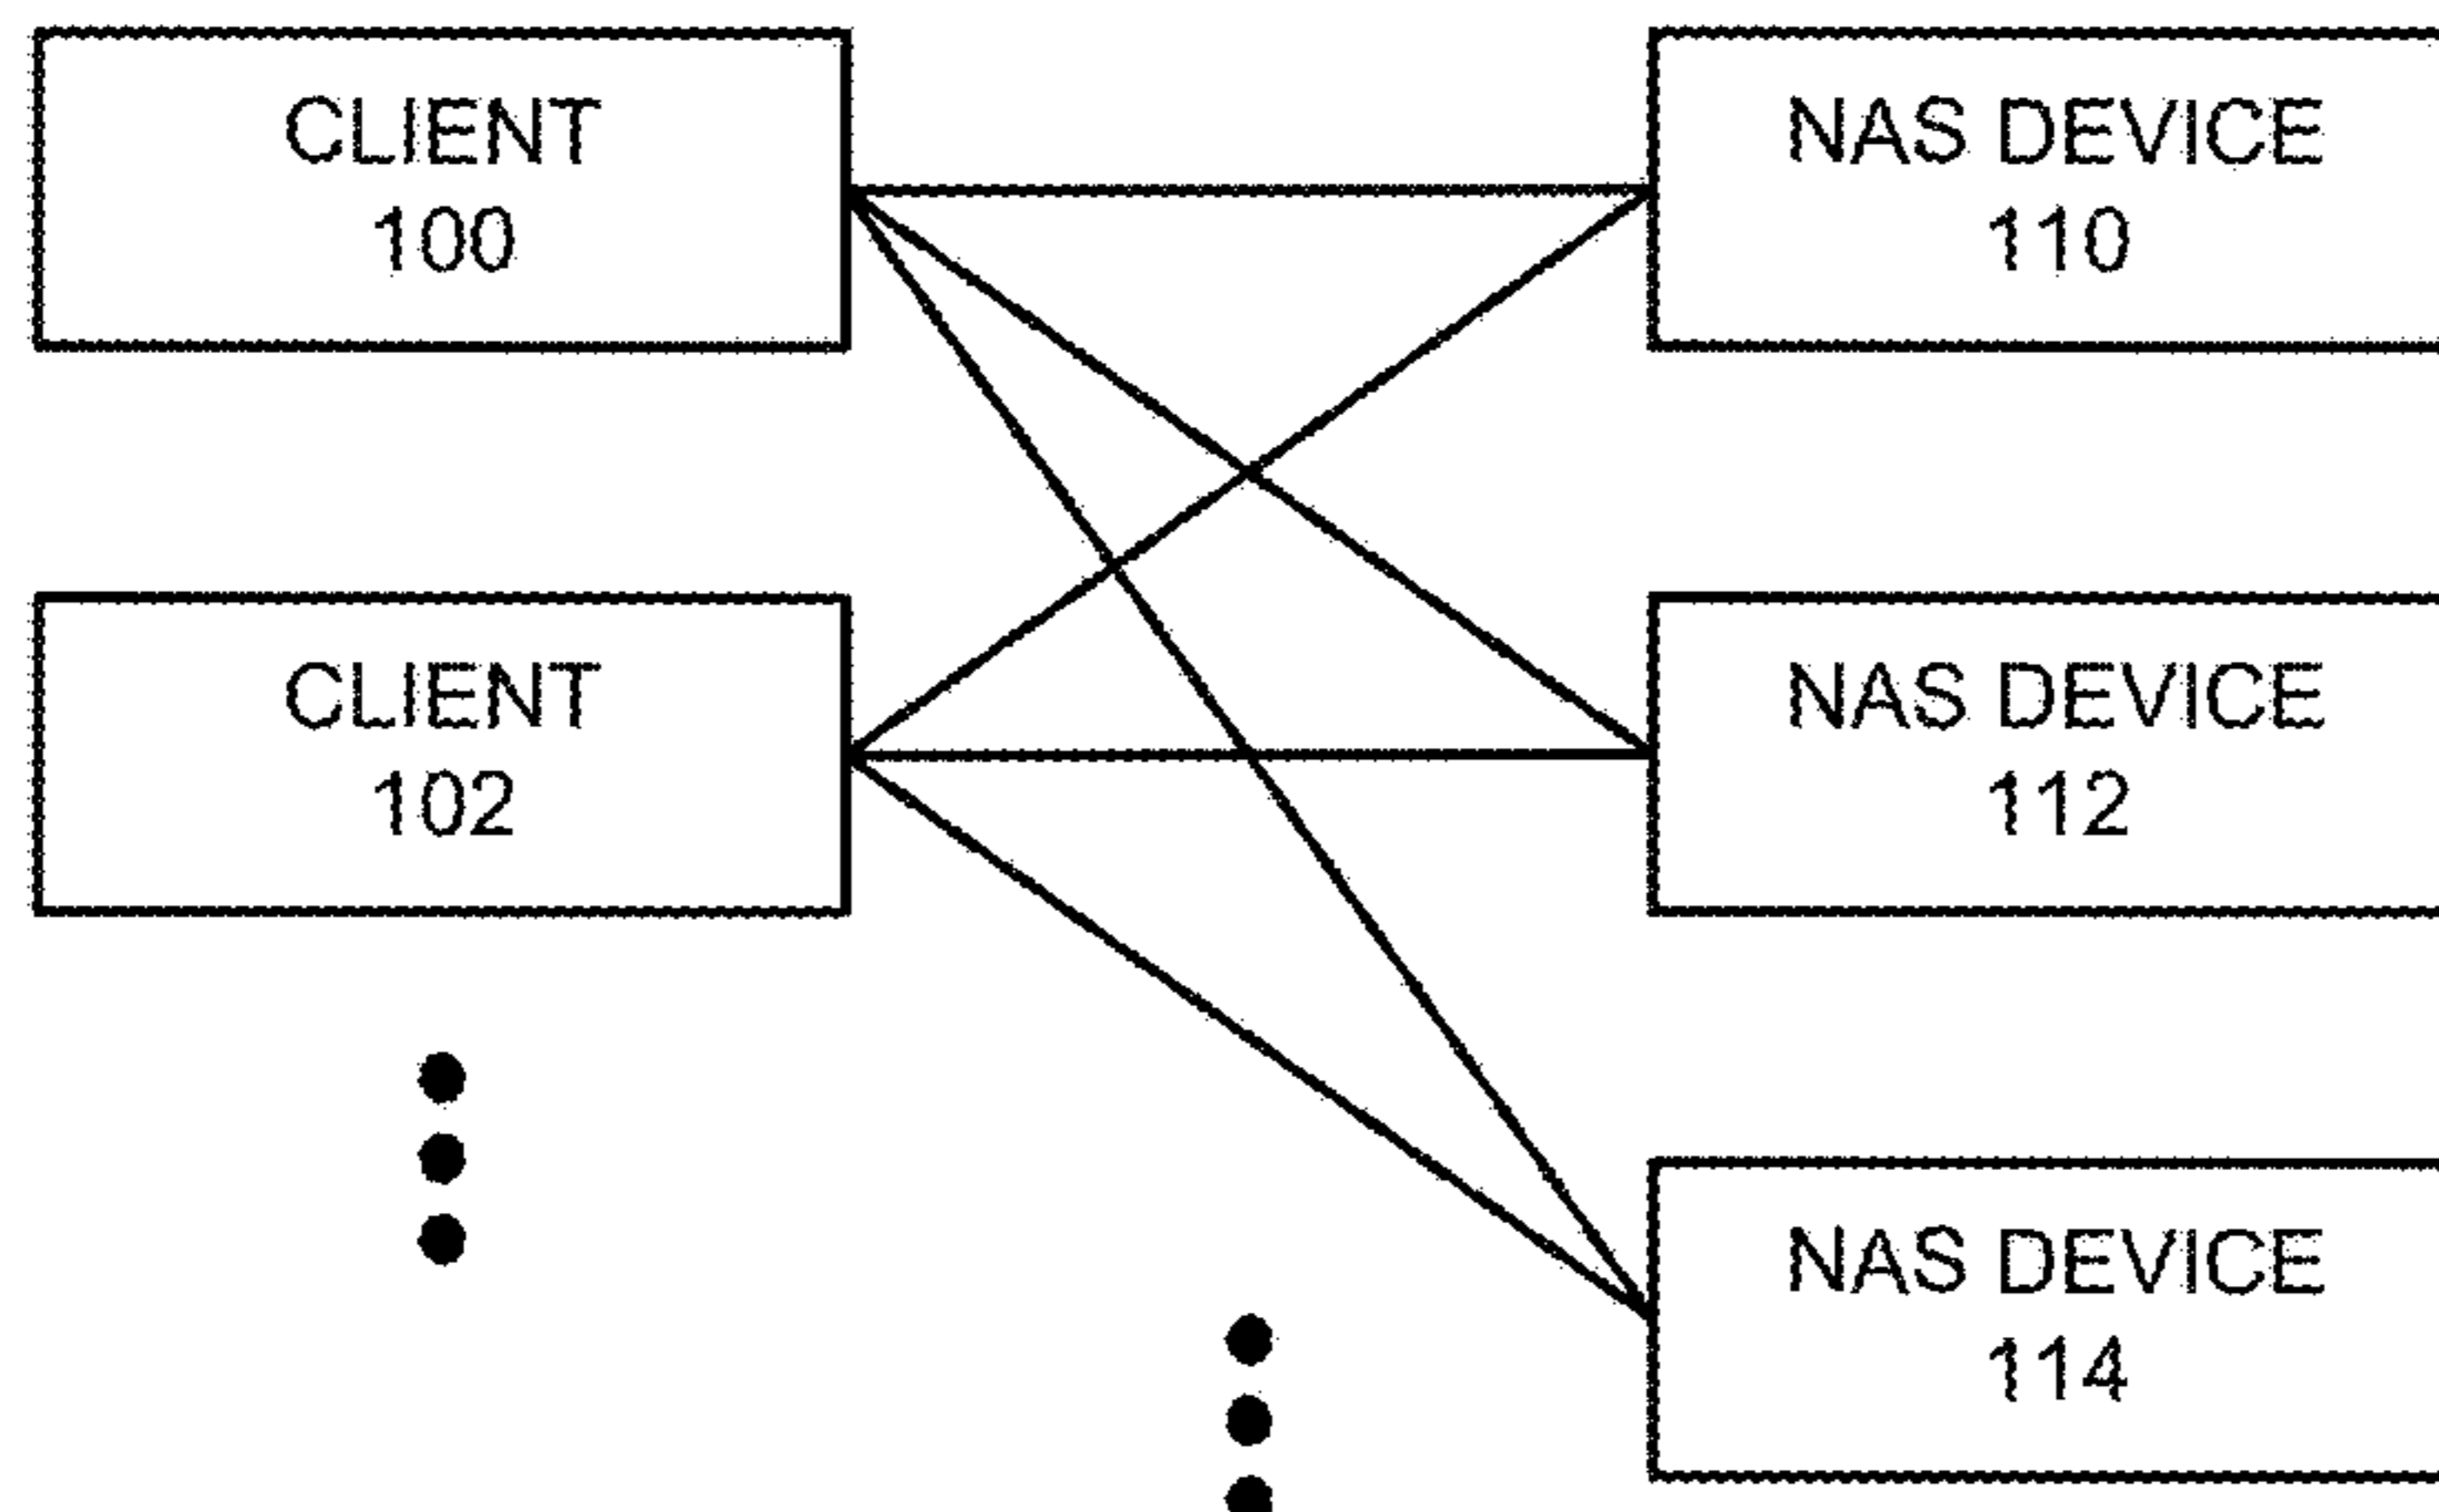 CLIENT
100
NAS DEVICE
110
CLIENT
102
NAS DEVICE
112
NAS DEVICE
114